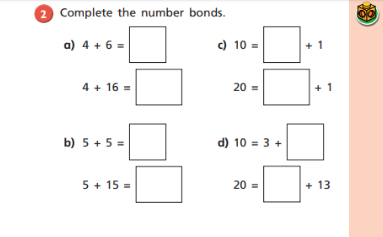 2 Complete the number bonds.
a) 4 + 6 =
4 + 16 =
b) 5 + 5 =
5 + 15 =
c) 10 = + 1
20 = + 1
d) 10 = 3 +
20 = + 13